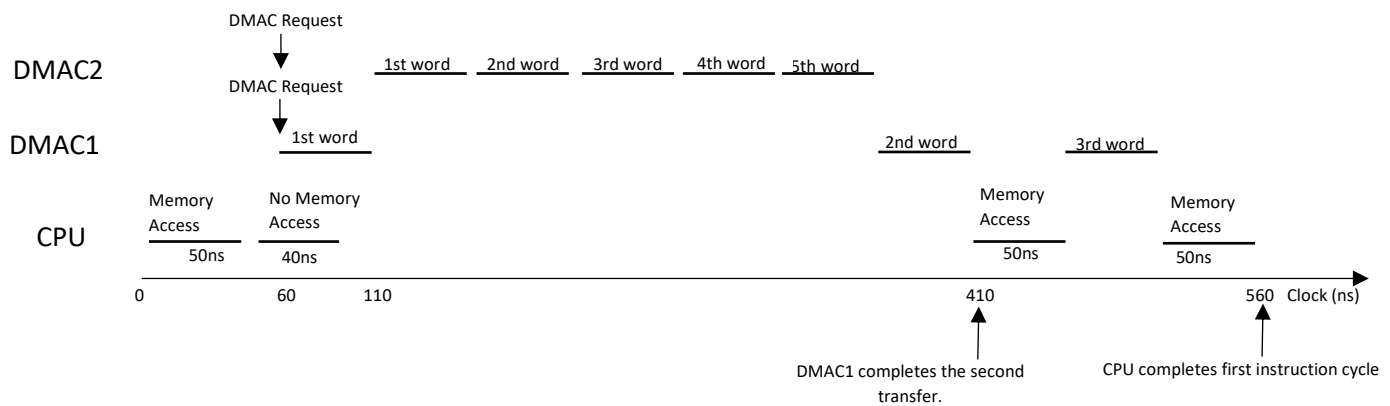 DMAC Request
DMAC2
1st word
2nd word
3rd word
4th word
5th word
DMAC Request
DMAC1
1st word
2nd word
3rd word
CPU
Memory
Access
50ns
No Memory
Access
40ns
Memory
Access
50ns
Memory
Access
50ns
0
60
110
410
560
Clock (ns)
DMAC1 completes the second
transfer.
CPU completes first instruction cycle